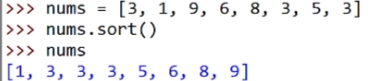 >>> nums = [3, 1, 9, 6, 8, 3, 5, 3]
>>> nums.sort()
>>> nums
[1, 3, 3, 3, 5, 6, 8, 9]